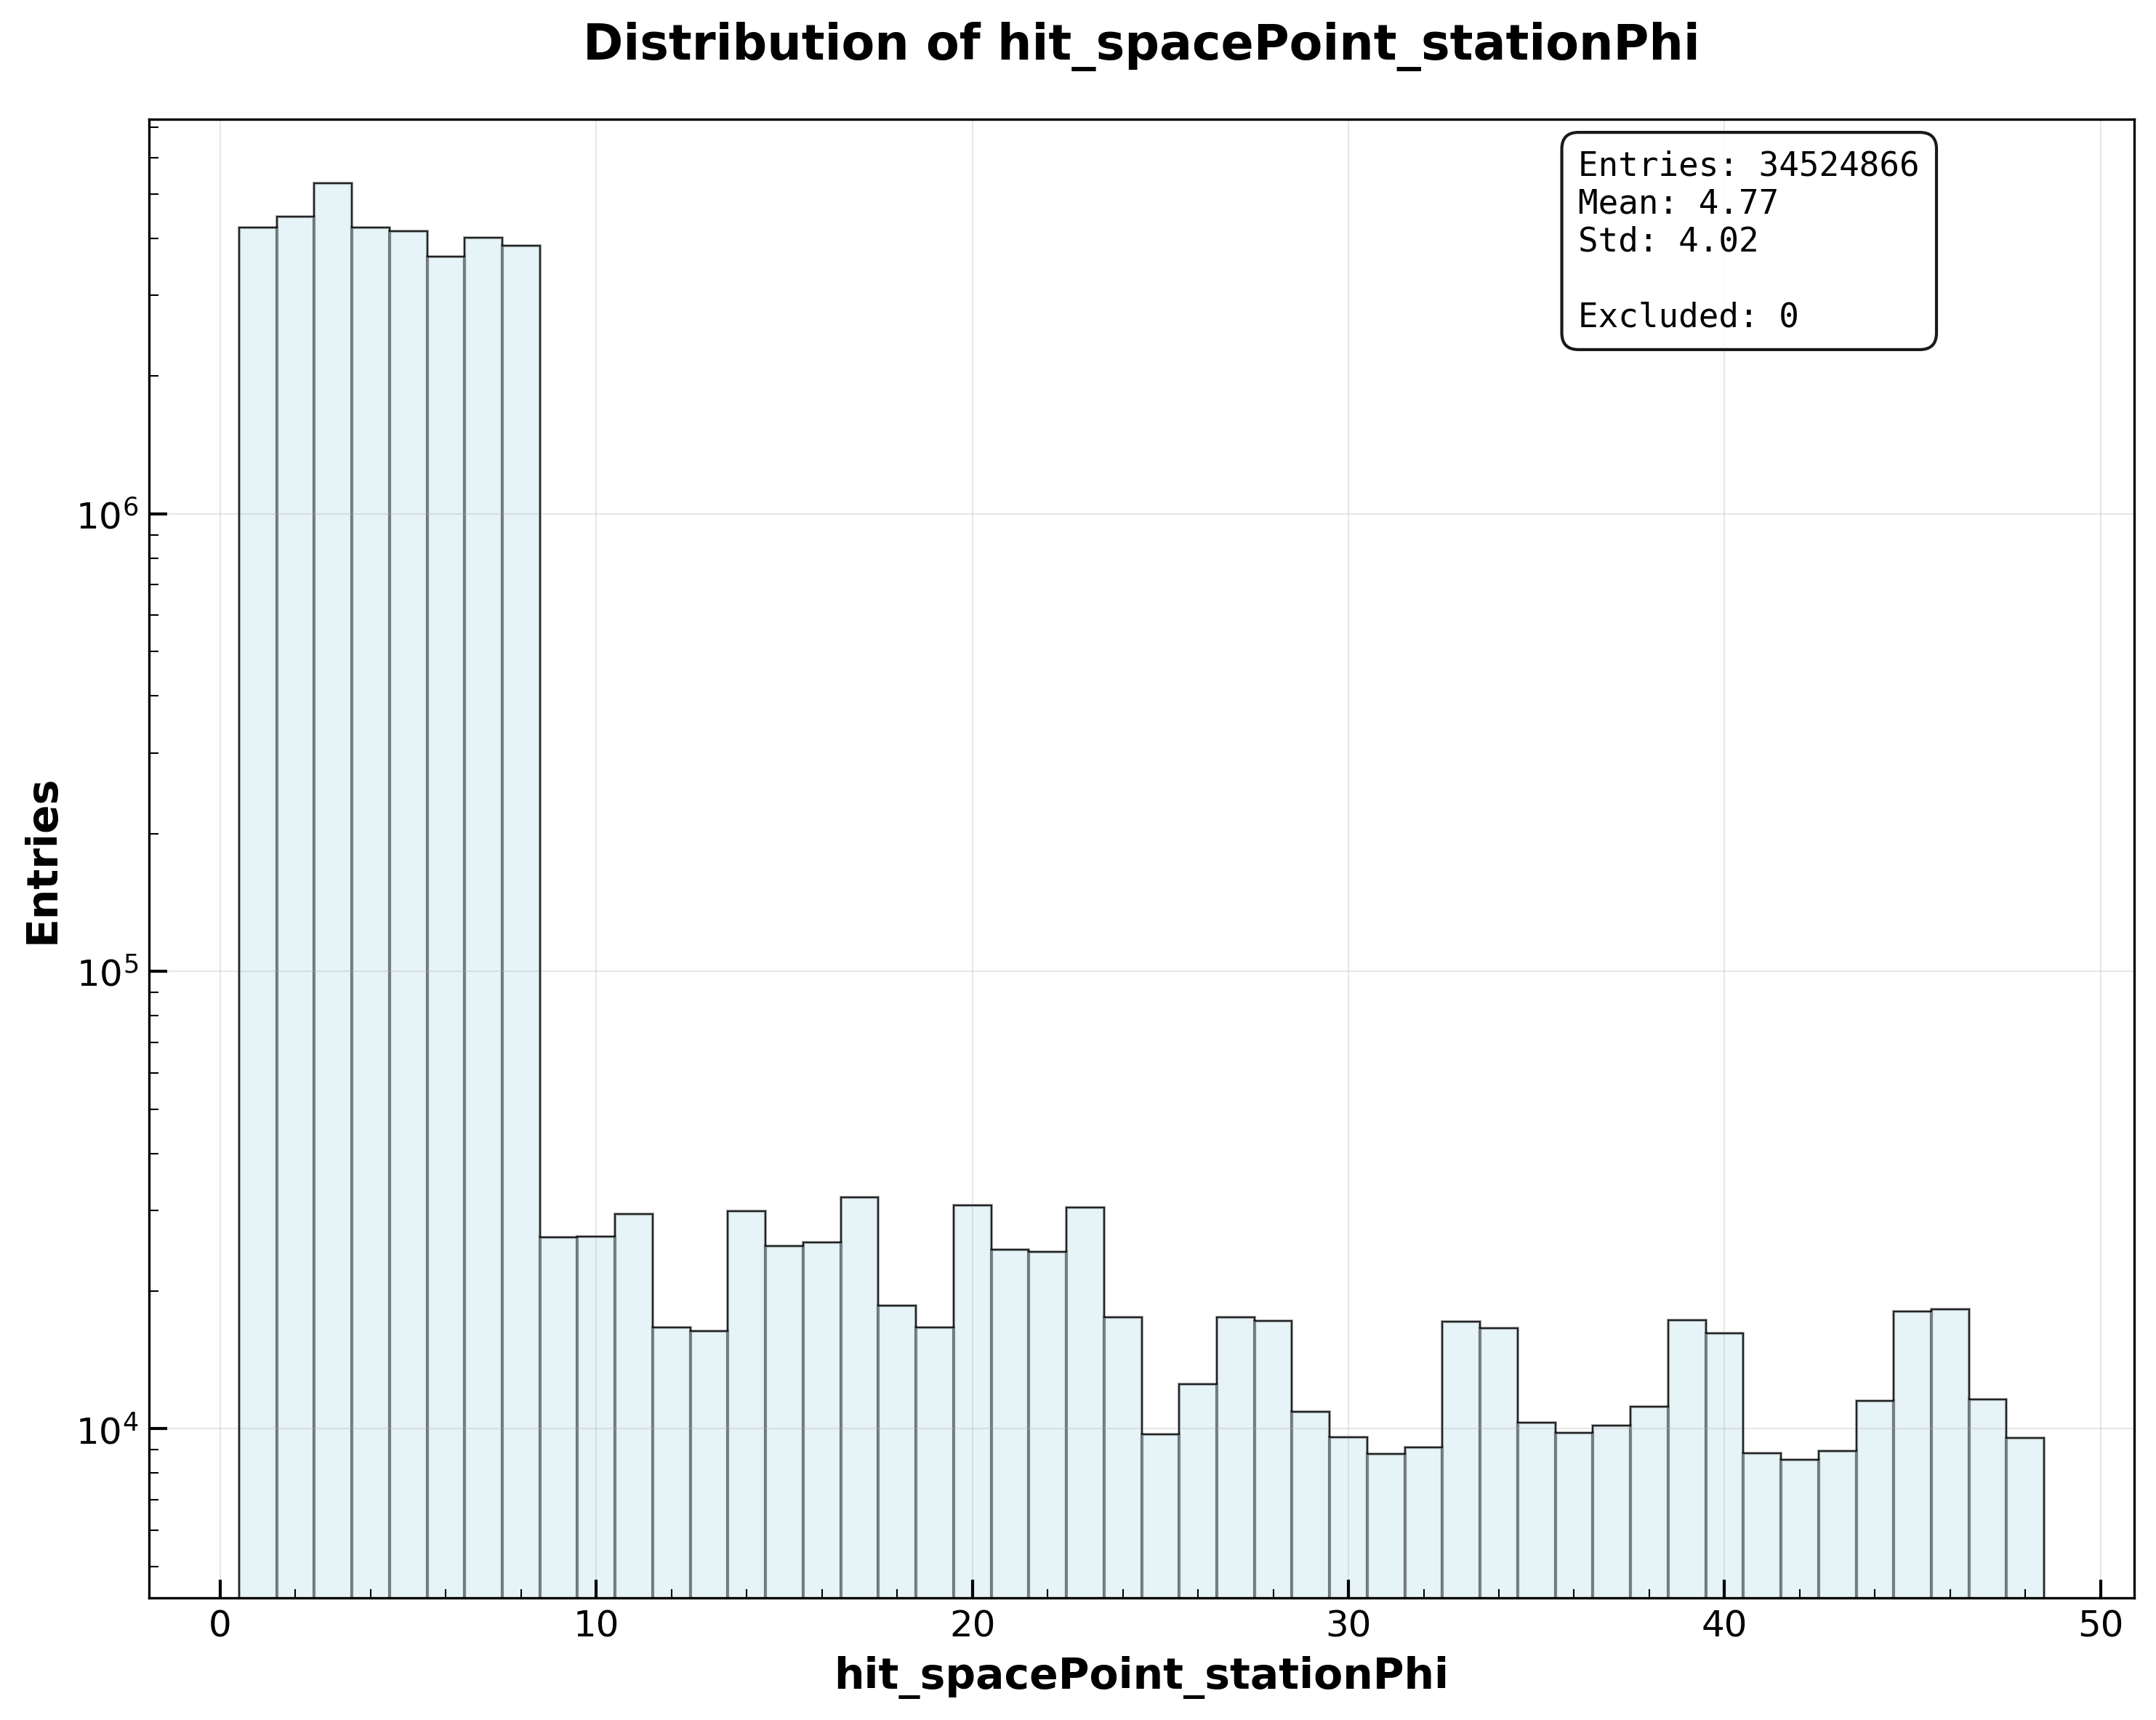 Distribution of hit_spacePoint_stationPhi
Entries: 34524866
Mean: 4.77
Std: 4.02
Excluded: 0
10^6
10^5
10^4
Entries
0 10 20 30 40 50
hit_spacePoint_stationPhi